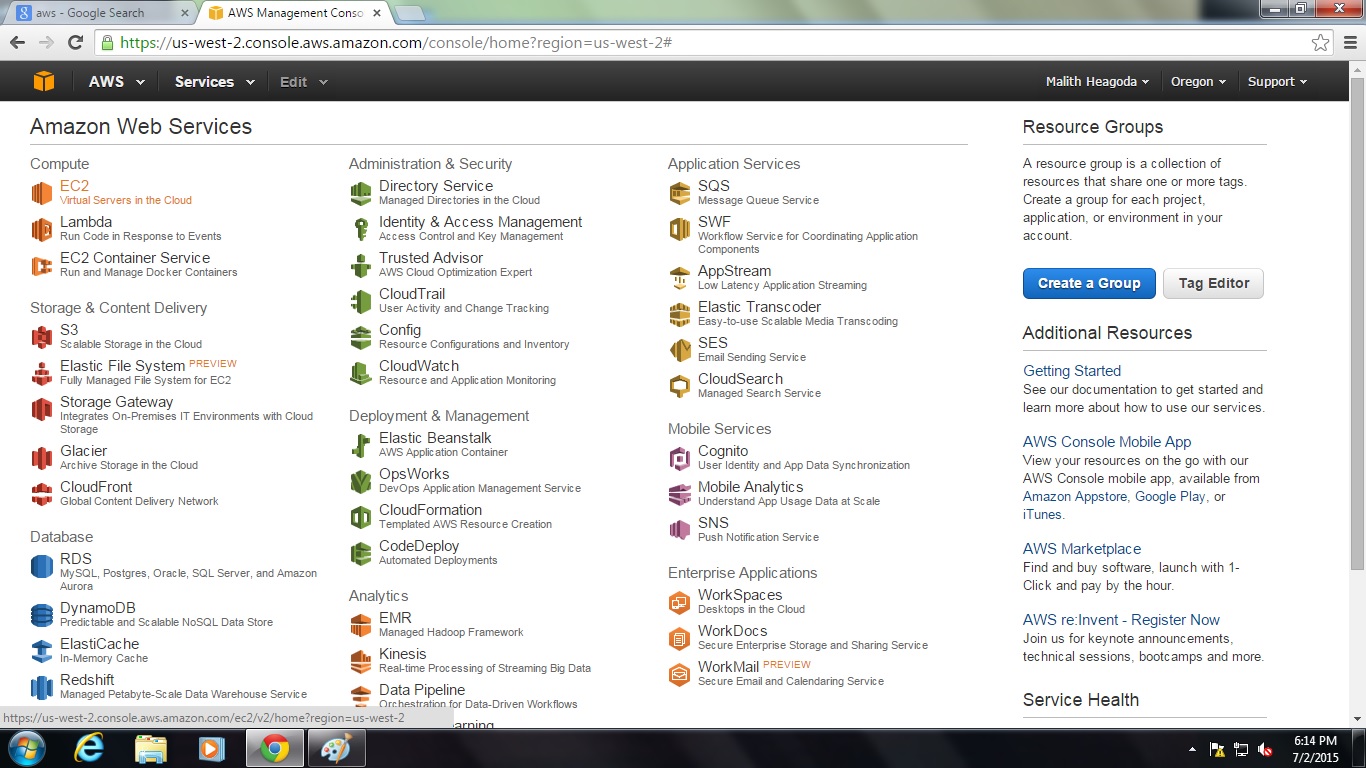 aws - Google Search
AWS Management Conso
https://us-west-2.console.aws.amazon.com/console/home?region=us-west-2#
AWS
Services
Edit
Malith Heagoda
Oregon
Support
Amazon Web Services
Compute
EC2
Virtual Servers in the Cloud
Lambda
Run Code in Response to Events
EC2 Container Service
Run and Manage Docker Containers
Storage & Content Delivery
S3
Scalable Storage in the Cloud
Elastic File System PREVIEW
Fully Managed File System for EC2
Storage Gateway
Integrates On-Premises IT Environments with Cloud
Storage
Glacier
Archive Storage in the Cloud
CloudFront
Global Content Delivery Network
Database
RDS
MySQL, Postgres, Oracle, SQL Server, and Amazon
Aurora
DynamoDB
Predictable and Scalable NoSQL Data Store
ElastiCache
In-Memory Cache
Redshift
Managed Petabyte-Scale Data Warehouse Service
Administration & Security
Directory Service
Managed Directories in the Cloud
Identity & Access Management
Access Control and Key Management
Trusted Advisor
AWS Cloud Optimization Expert
CloudTrail
User Activity and Change Tracking
Config
Resource Configurations and Inventory
CloudWatch
Resource and Application Monitoring
Deployment & Management
Elastic Beanstalk
AWS Application Container
OpsWorks
DevOps Application Management Service
CloudFormation
Templated AWS Resource Creation
CodeDeploy
Automated Deployments
Analytics
EMR
Managed Hadoop Framework
Kinesis
Real-time Processing of Streaming Big Data
Data Pipeline
Orchestration for Data-Driven Workflows
Application Services
SQS
Message Queue Service
SWF
Workflow Service for Coordinating Application
Components
AppStream
Low Latency Application Streaming
Elastic Transcoder
Easy-to-use Scalable Media Transcoding
SES
Email Sending Service
CloudSearch
Managed Search Service
Mobile Services
Cognito
User Identity and App Data Synchronization
Mobile Analytics
Understand App Usage Data at Scale
SNS
Push Notification Service
Enterprise Applications
WorkSpaces
Desktops in the Cloud
WorkDocs
Secure Enterprise Storage and Sharing Service
WorkMail PREVIEW
Secure Email and Calendaring Service
Resource Groups
A resource group is a collection of
resources that share one or more tags.
Create a group for each project,
application, or environment in your
account.
Create a Group
Tag Editor
Additional Resources
Getting Started
See our documentation to get started and
learn more about how to use our services.
AWS Console Mobile App
View your resources on the go with our
AWS Console mobile app, available from
Amazon Appstore, Google Play, or
iTunes.
AWS Marketplace
Find and buy software, launch with 1-
Click and pay by the hour.
AWS re:Invent - Register Now
Join us for keynote announcements,
technical sessions, bootcamps and more.
Service Health
https://us-west-2.console.aws.amazon.com/ec2/v2/home?region=us-west-2
6:14 PM
7/2/2015